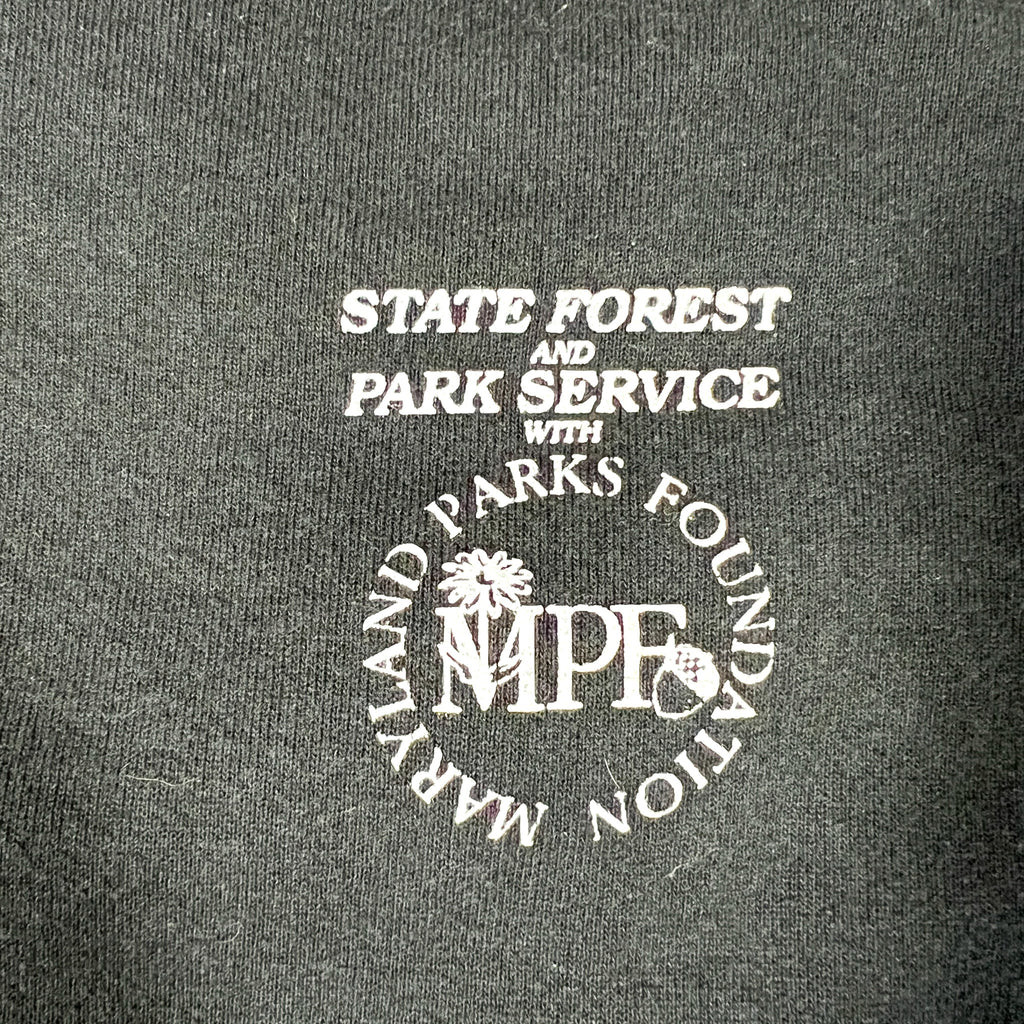 STATE FOREST
AND
PARK SERVICE
WITH
MARYLAND PARKS FOUNDATION
MPF